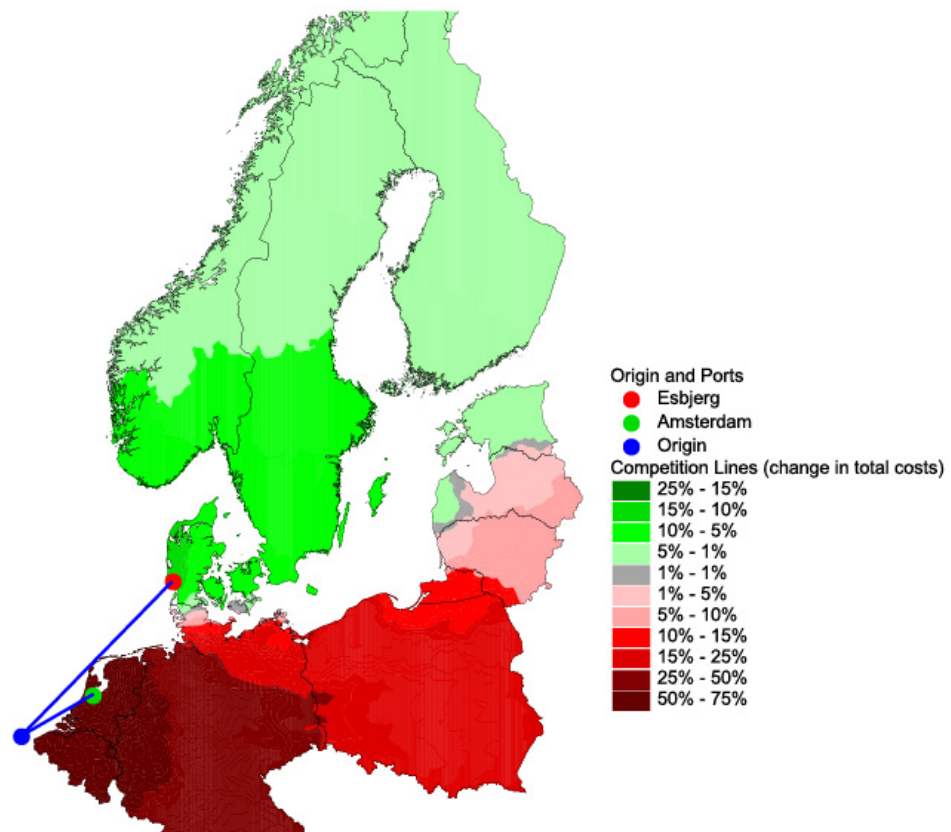 Origin and Ports
Esbjerg
Amsterdam
Origin
Competition Lines (change in total costs)
25% - 15%
15% - 10%
10% - 5%
5% - 1%
1% - 1%
1% - 5%
5% - 10%
10% - 15%
15% - 25%
25% - 50%
50% - 75%